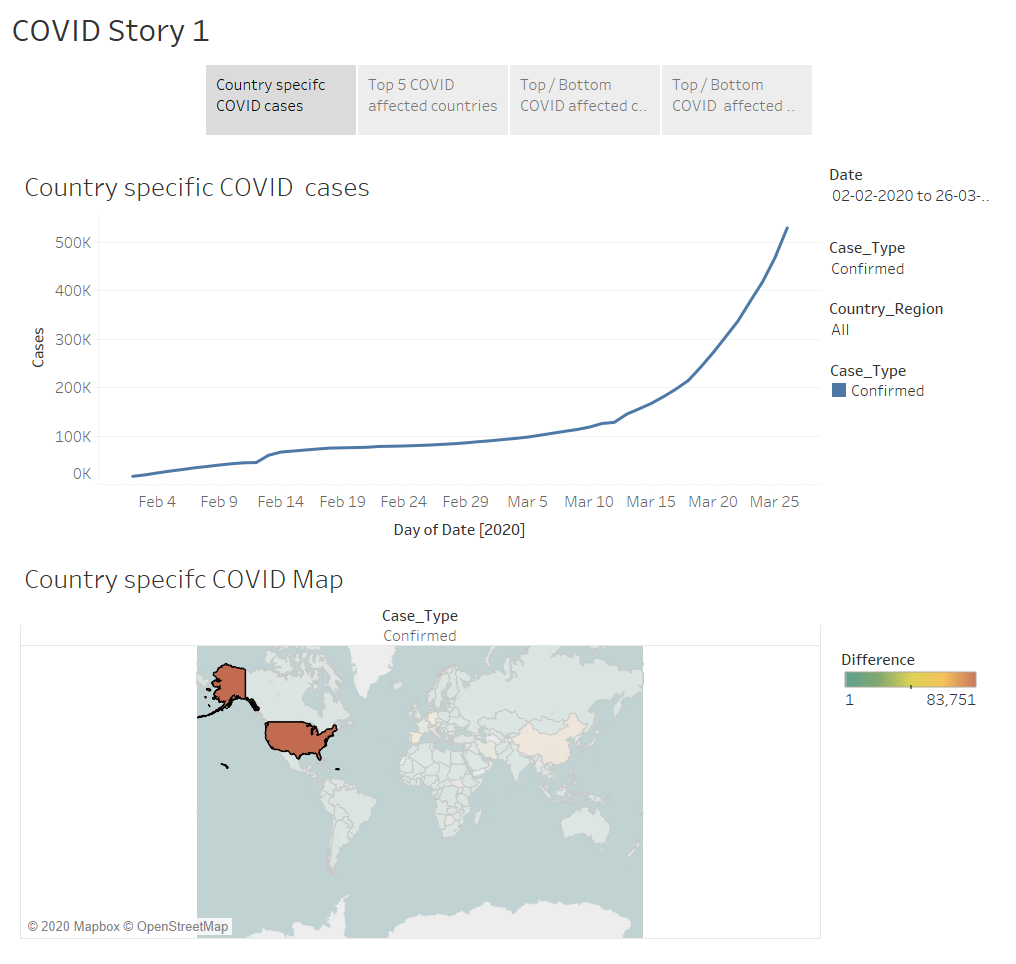 COVID Story 1
Country specifc
COVID cases
Top 5 COVID
affected countries
Top / Bottom
COVID affected c..
Top / Bottom
COVID  affected ..
Country specific COVID  cases
Date
02-02-2020 to 26-03-..
Case_Type
Confirmed
Country_Region
All
Case_Type
Confirmed
Cases
500K
400K
300K
200K
100K
0K
Feb 4 Feb 9 Feb 14 Feb 19 Feb 24 Feb 29 Mar 5 Mar 10 Mar 15 Mar 20 Mar 25
Day of Date [2020]
Country specifc COVID Map
Case_Type
Confirmed
Difference
1 83,751
© 2020 Mapbox © OpenStreetMap